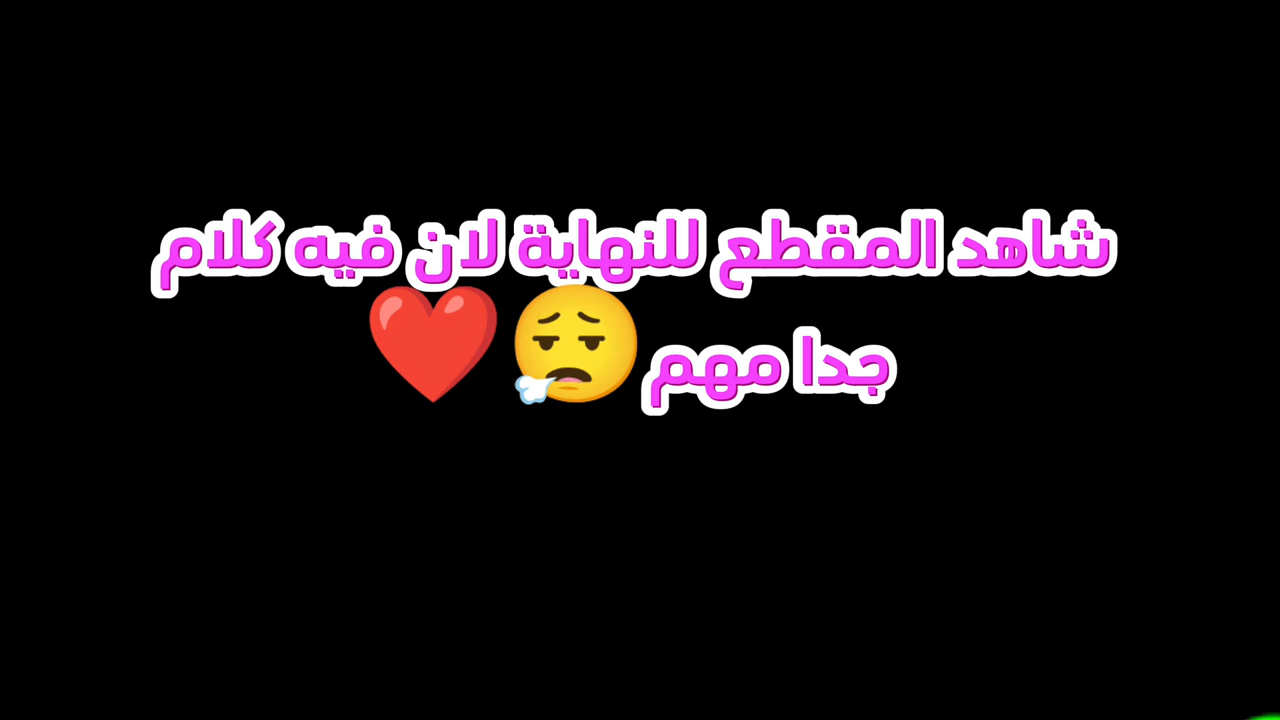 شاهد المقطع للنهاية لان فيه كلام
جدا مهم 😮‍💨❤️